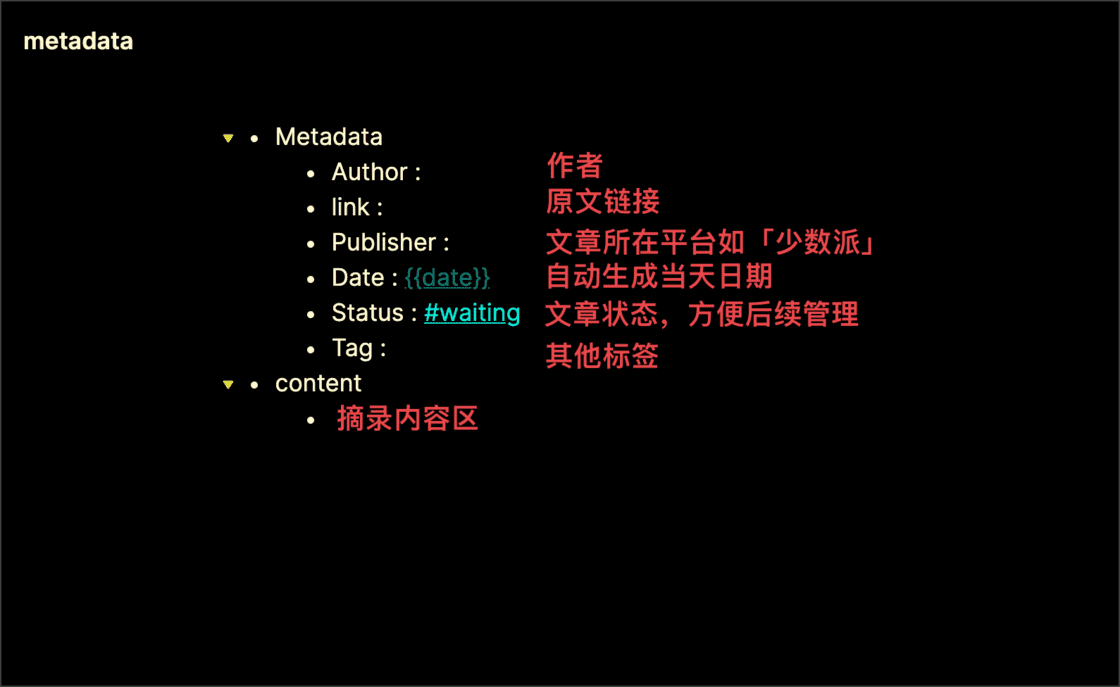 metadata
Metadata
Author : 作者
link : 原文链接
Publisher : 文章所在平台如「少数派」
Date : {{date}} 自动生成当天日期
Status : #waiting 文章状态，方便后续管理
Tag : 其他标签
content
摘录内容区